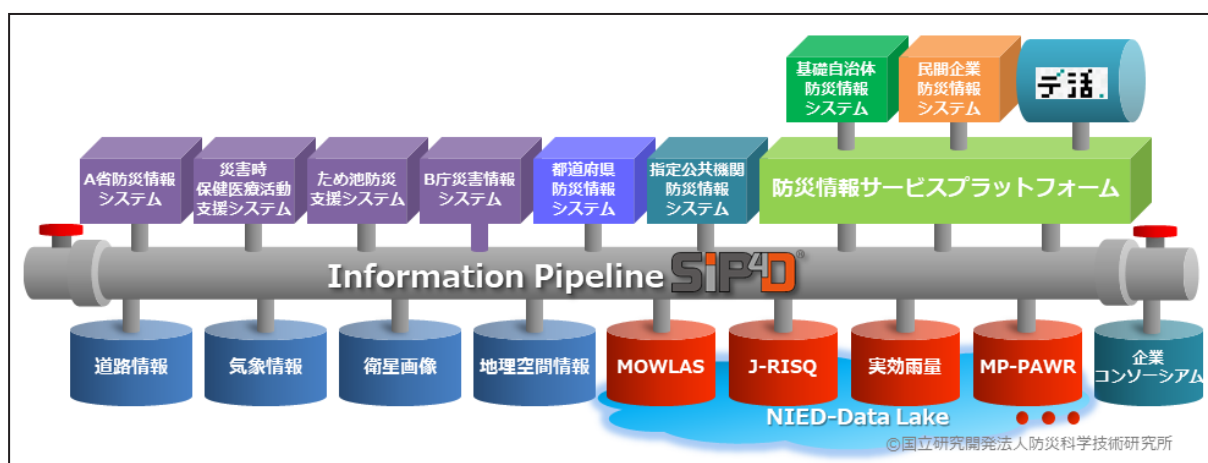 基礎自治体
防災情報
システム
民間企業
防災情報
システム
デ活.
A省防災情報
システム
災害時
保健医療活動
支援システム
ため池防災
支援システム
B庁災害情報
システム
都道府県
防災情報
システム
指定公共機関
防災情報
システム
防災情報サービスプラットフォーム
Information Pipeline SIP4D®
道路情報
気象情報
衛星画像
地理空間情報
MOWLAS
J-RISQ
実効雨量
MP-PAWR
企業
コンソーシアム
NIED-Data Lake
©国立研究開発法人防災科学技術研究所